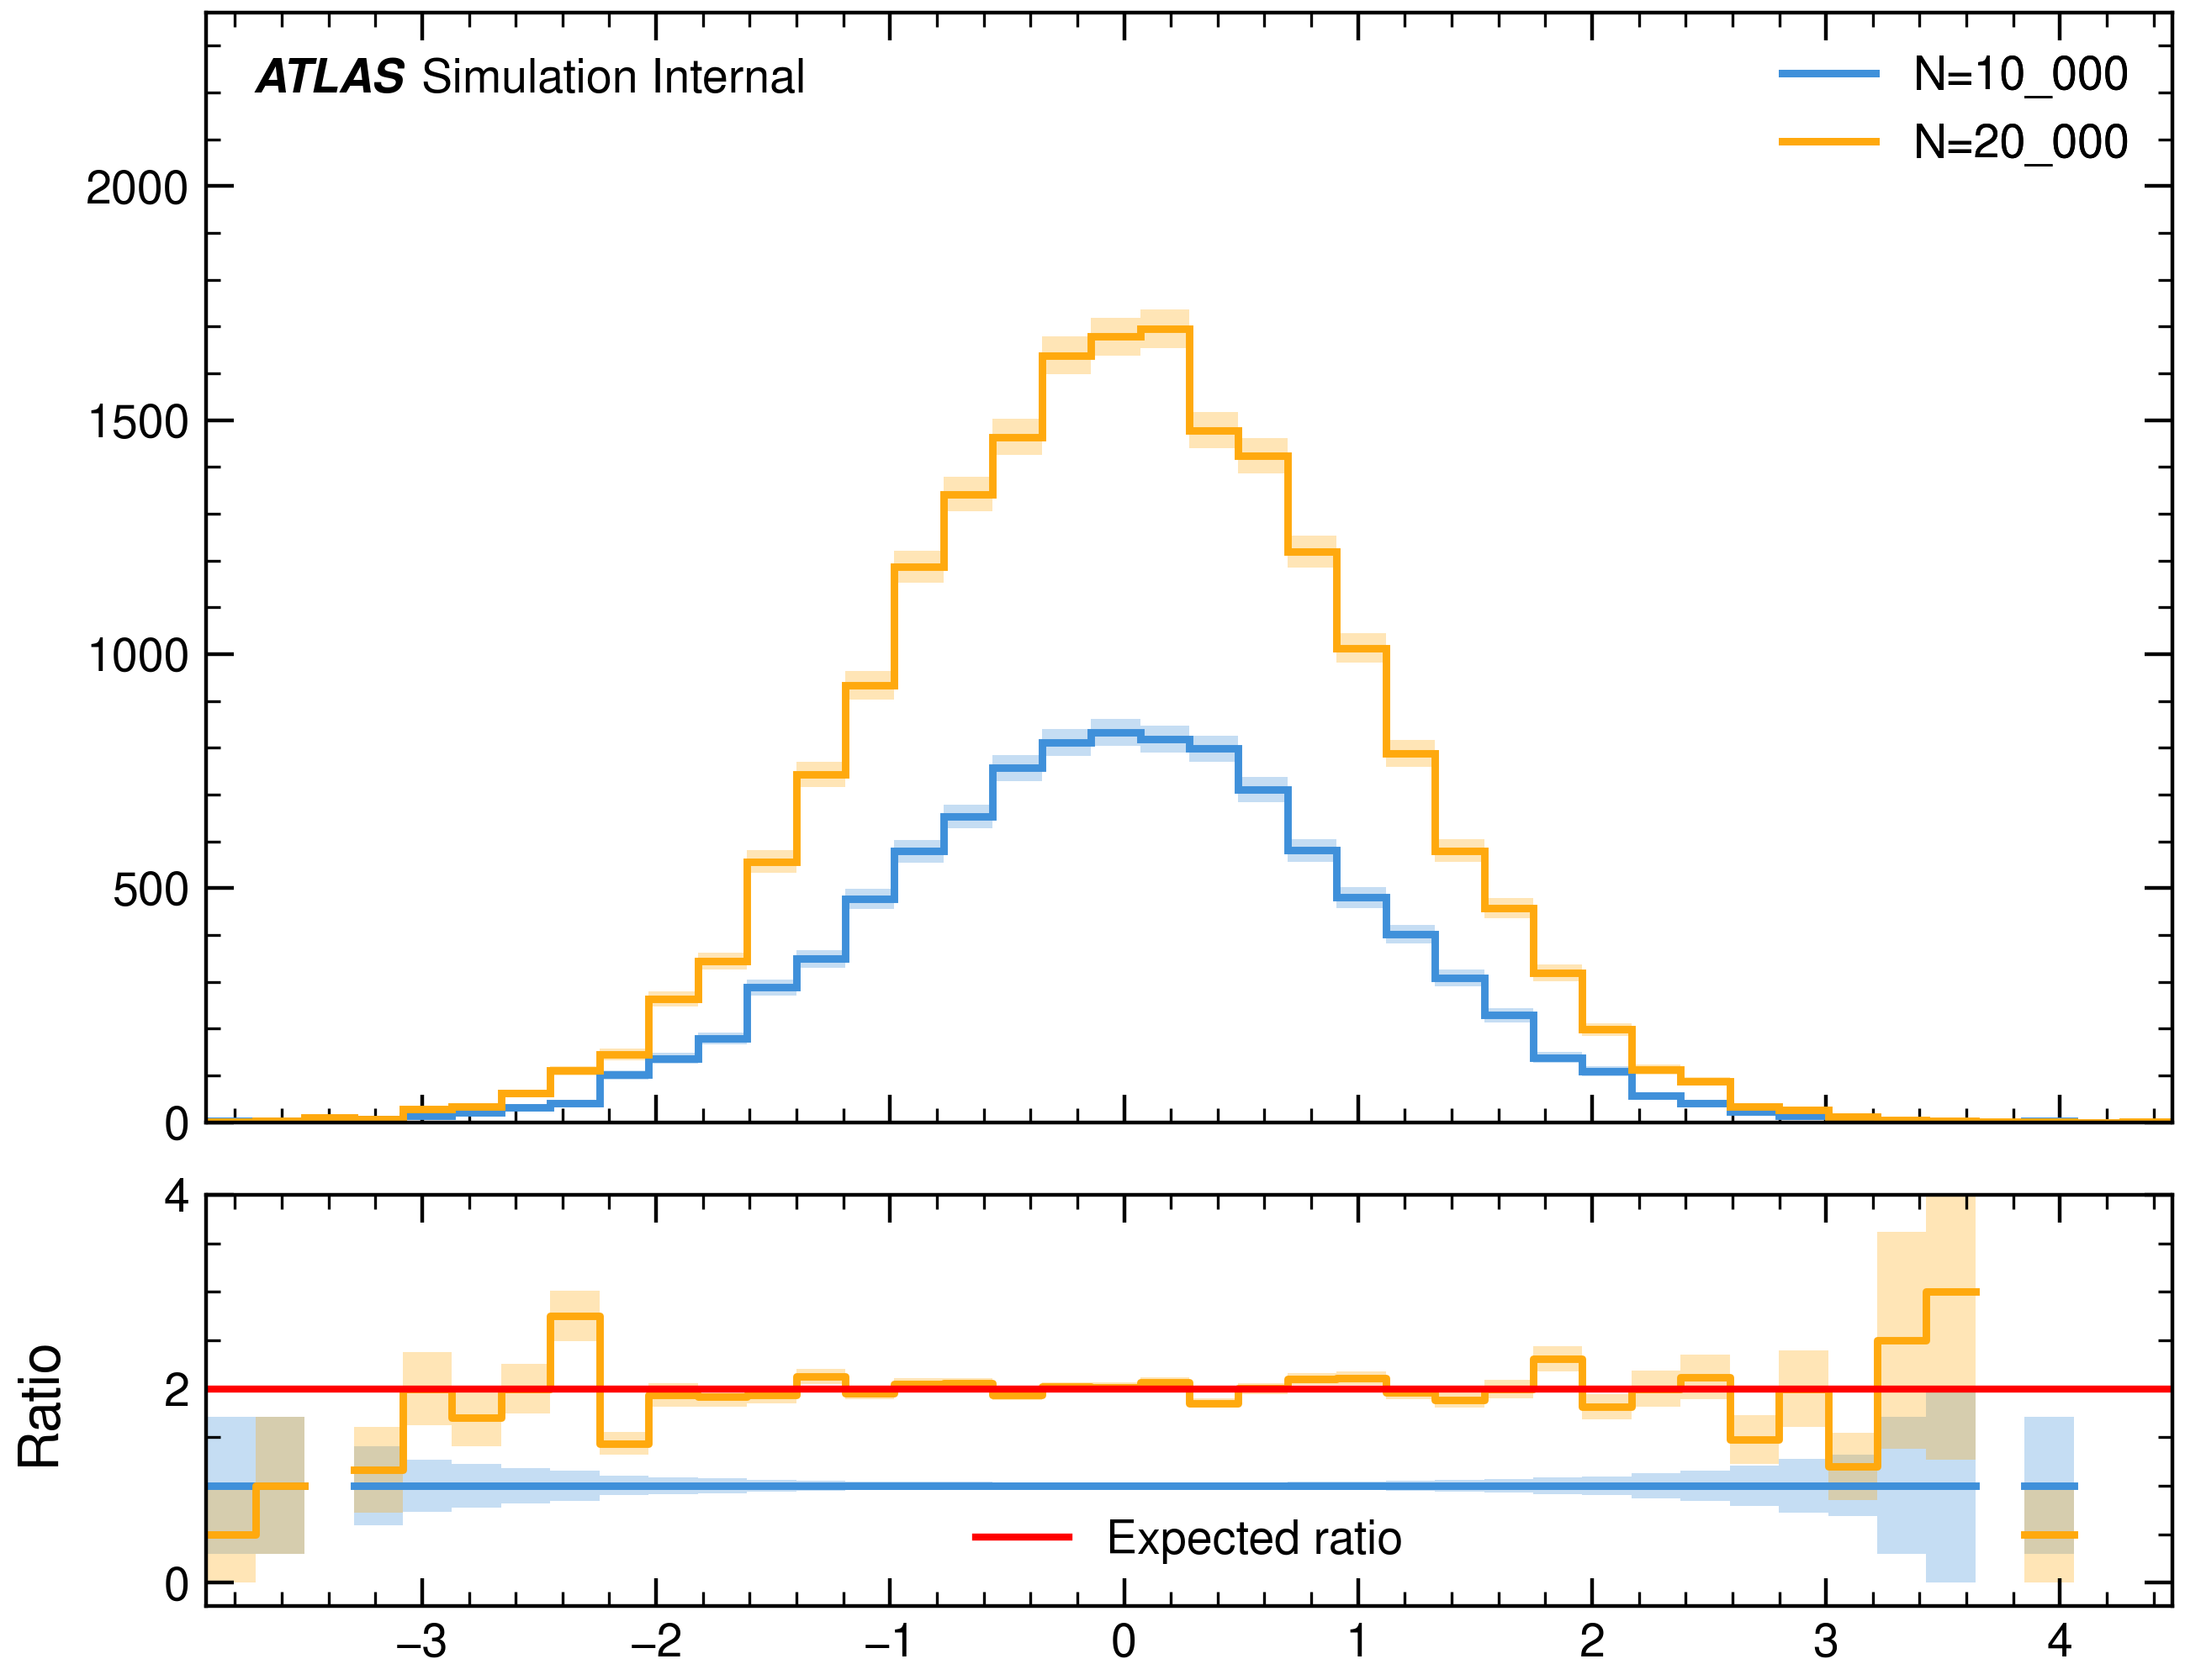 ATLAS Simulation Internal
N=10_000
N=20_000
2000
1500
1000
500
0
4
2
0
Ratio
Expected ratio
−3 −2 −1 0 1 2 3 4